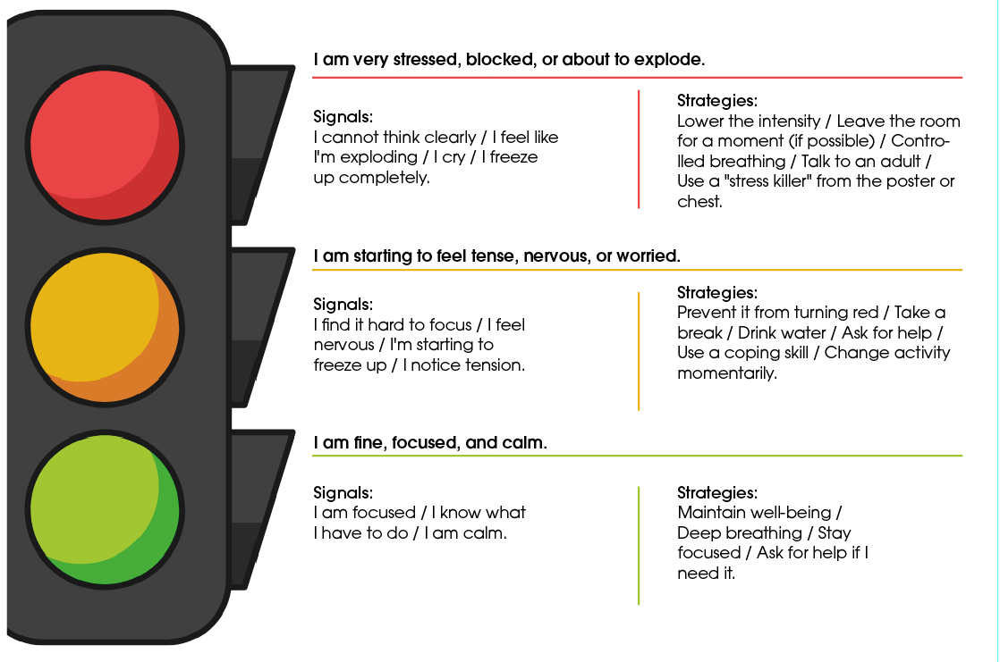 I am very stressed, blocked, or about to explode.
Signals:
I cannot think clearly / I feel like
I'm exploding / I cry / I freeze
up completely.
Strategies:
Lower the intensity / Leave the room
for a moment (if possible) / Contro-
lled breathing / Talk to an adult /
Use a "stress killer" from the poster or
chest.
I am starting to feel tense, nervous, or worried.
Signals:
I find it hard to focus / I feel
nervous / I'm starting to
freeze up / I notice tension.
Strategies:
Prevent it from turning red / Take a
break / Drink water / Ask for help /
Use a coping skill / Change activity
momentarily.
I am fine, focused, and calm.
Signals:
I am focused / I know what
I have to do / I am calm.
Strategies:
Maintain well-being /
Deep breathing / Stay
focused / Ask for help if I
need it.